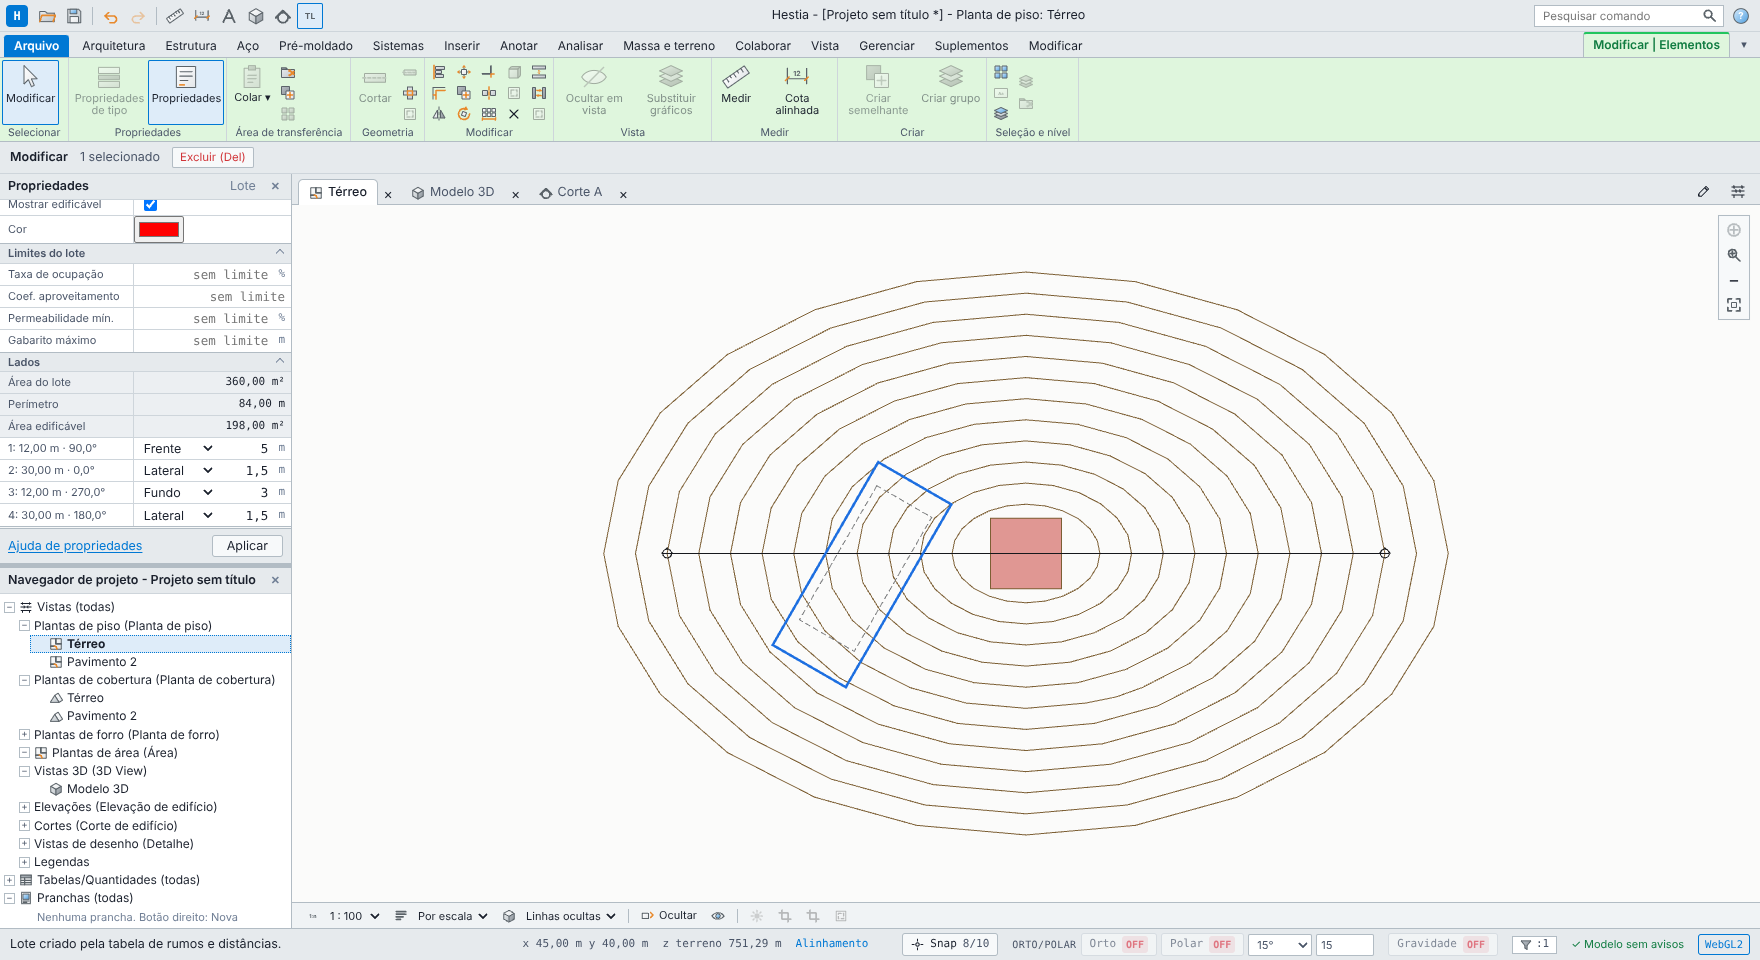 H
TL
Hestia - [Projeto sem título *] - Planta de piso: Térreo
Pesquisar comando
?
Arquivo Arquitetura Estrutura Aço Pré-moldado Sistemas Inserir Anotar Analisar Massa e terreno Colaborar Vista Gerenciar Suplementos Modificar
Modificar | Elementos
Modificar
Selecionar
Propriedades de tipo
Propriedades
Propriedades
Colar ▾
Área de transferência
Cortar
Geometria
Modificar
Ocultar em vista
Substituir gráficos
Vista
Medir
12
Cota alinhada
Medir
Criar semelhante
Criar grupo
Criar
Seleção e nível
Modificar 1 selecionado Excluir (Del)
Propriedades Lote ×
Mostrar edificável
Cor
Limites do lote
Taxa de ocupação sem limite %
Coef. aproveitamento sem limite
Permeabilidade mín. sem limite %
Gabarito máximo sem limite m
Lados
Área do lote 360,00 m²
Perímetro 84,00 m
Área edificável 198,00 m²
1: 12,00 m · 90,0° Frente 5 m
2: 30,00 m · 0,0° Lateral 1,5 m
3: 12,00 m · 270,0° Fundo 3 m
4: 30,00 m · 180,0° Lateral 1,5 m
Ajuda de propriedades Aplicar
Navegador de projeto - Projeto sem título ×
Vistas (todas)
Plantas de piso (Planta de piso)
Térreo
Pavimento 2
Plantas de cobertura (Planta de cobertura)
Térreo
Pavimento 2
Plantas de forro (Planta de forro)
Plantas de área (Área)
Vistas 3D (3D View)
Modelo 3D
Elevações (Elevação de edifício)
Cortes (Corte de edifício)
Vistas de desenho (Detalhe)
Legendas
Tabelas/Quantidades (todas)
Pranchas (todas)
Nenhuma prancha. Botão direito: Nova
Térreo × Modelo 3D × Corte A ×
1 : 100 Por escala Linhas ocultas Ocultar
Lote criado pela tabela de rumos e distâncias.
x 45,00 m y 40,00 m z terreno 751,29 m Alinhamento
Snap 8/10
ORTO/POLAR
Orto OFF
Polar OFF
15°
15
Gravidade OFF
:1
✓ Modelo sem avisos
WebGL2